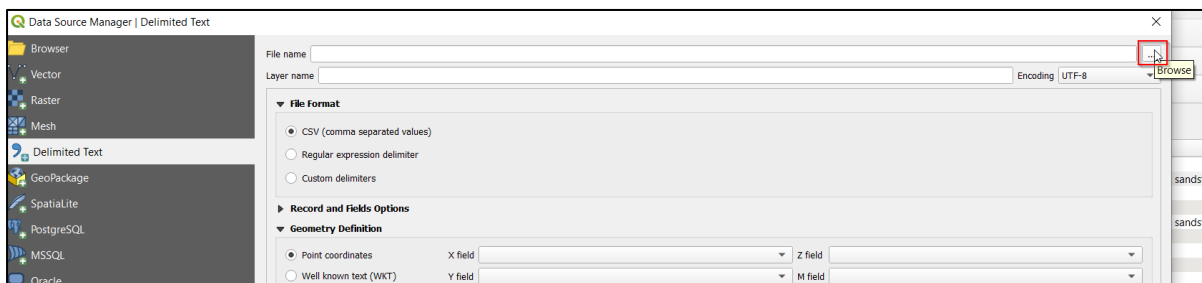 Data Source Manager | Delimited Text
Browser
Vector
Raster
Mesh
Delimited Text
GeoPackage
SpatiaLite
PostgreSQL
MSSQL
Oracle
File name
...
Browse
Layer name
Encoding UTF-8
File Format
CSV (comma separated values)
Regular expression delimiter
Custom delimiters
Record and Fields Options
Geometry Definition
Point coordinates X field Z field
Well known text (WKT) Y field M field
sands
sands